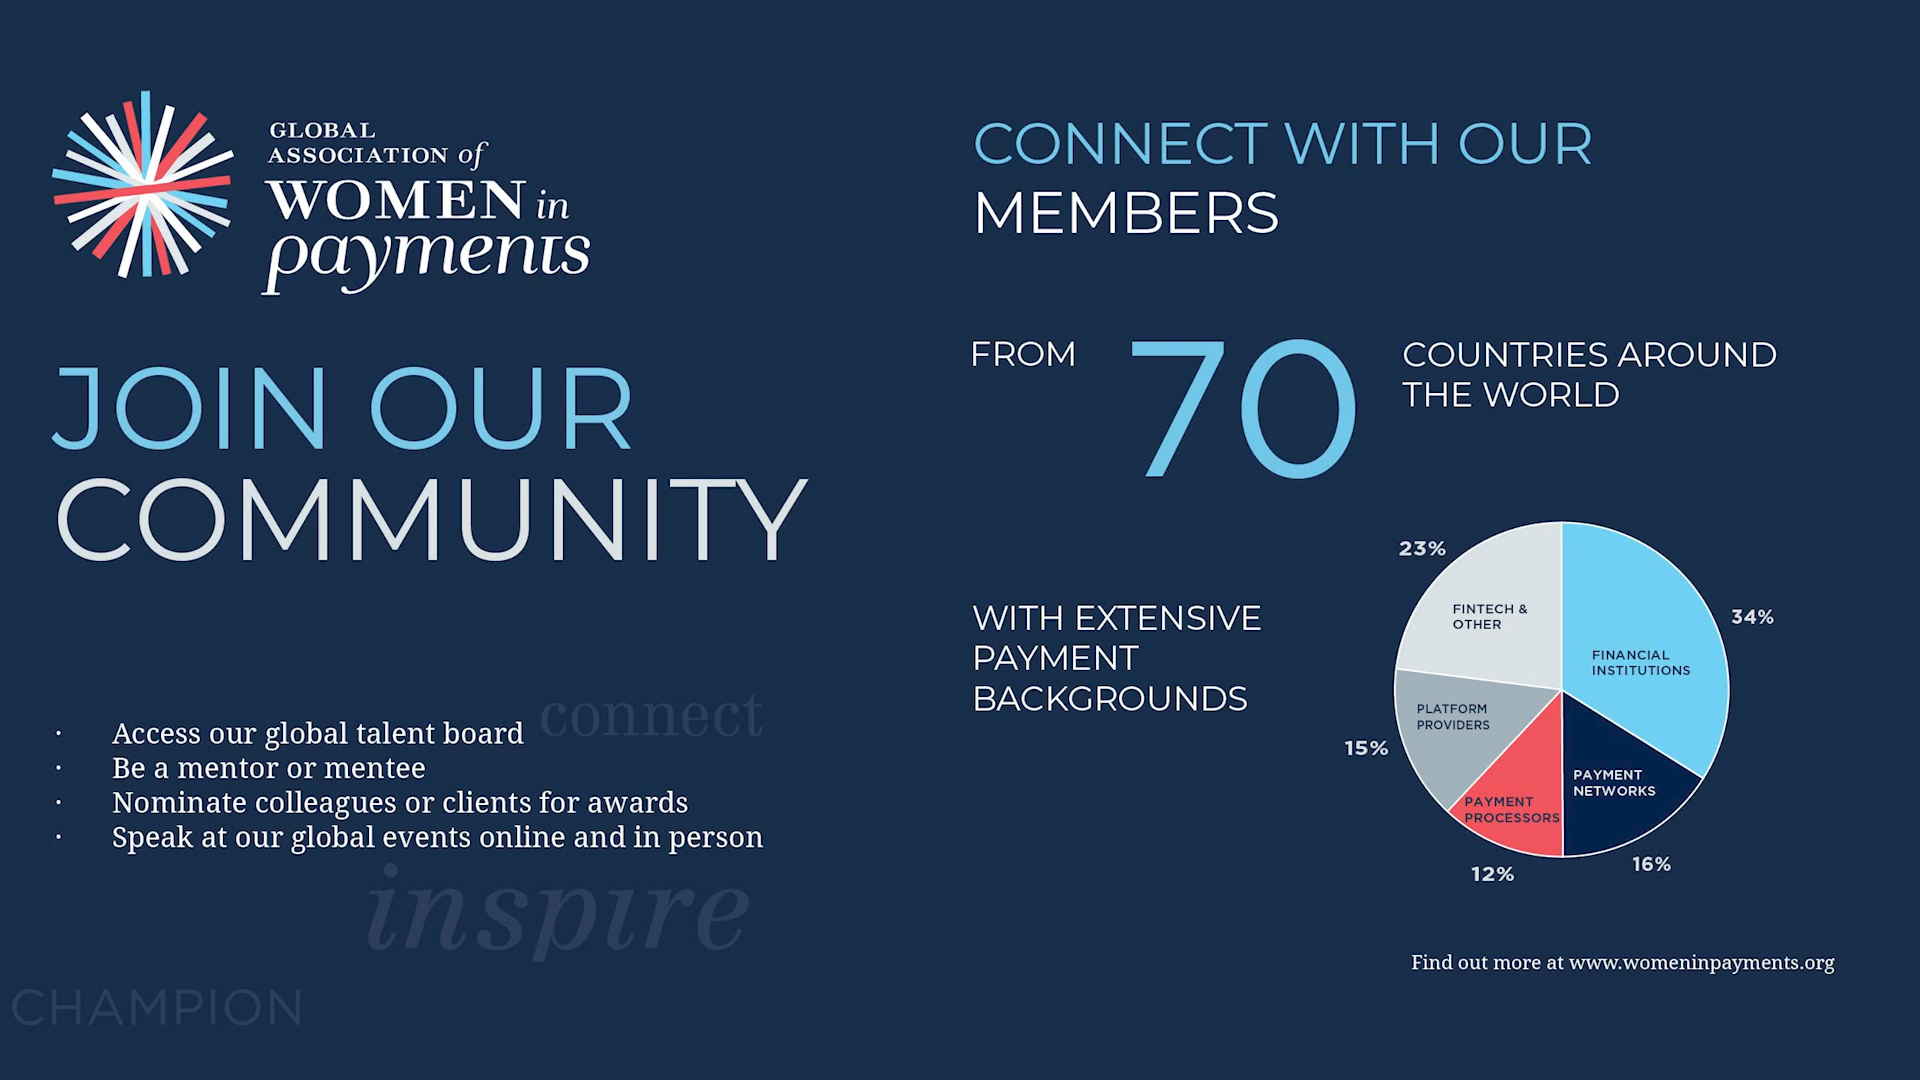 GLOBAL
ASSOCIATION of
WOMEN in
payments
JOIN OUR
COMMUNITY
connect
· Access our global talent board
· Be a mentor or mentee
· Nominate colleagues or clients for awards
· Speak at our global events online and in person
inspire
CHAMPION
CONNECT WITH OUR
MEMBERS
FROM 70 COUNTRIES AROUND
THE WORLD
WITH EXTENSIVE
PAYMENT
BACKGROUNDS
23%
FINTECH &
OTHER
34%
FINANCIAL
INSTITUTIONS
15%
PLATFORM
PROVIDERS
PAYMENT
NETWORKS
16%
PAYMENT
PROCESSORS
12%
Find out more at www.womeninpayments.org